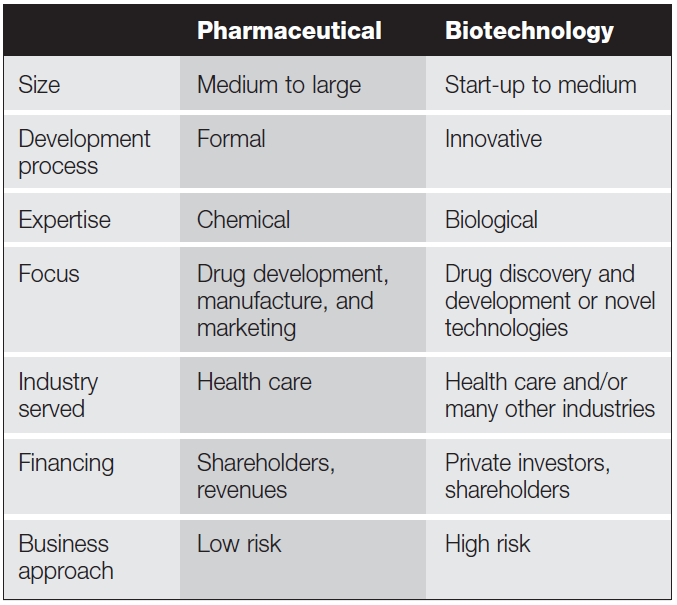 Pharmaceutical Biotechnology
Size Medium to large Start-up to medium
Development Formal Innovative
process
Expertise Chemical Biological
Focus Drug development, Drug discovery and
manufacture, and development or novel
marketing technologies
Industry Health care Health care and/or
served many other industries
Financing Shareholders, Private investors,
revenues shareholders
Business Low risk High risk
approach